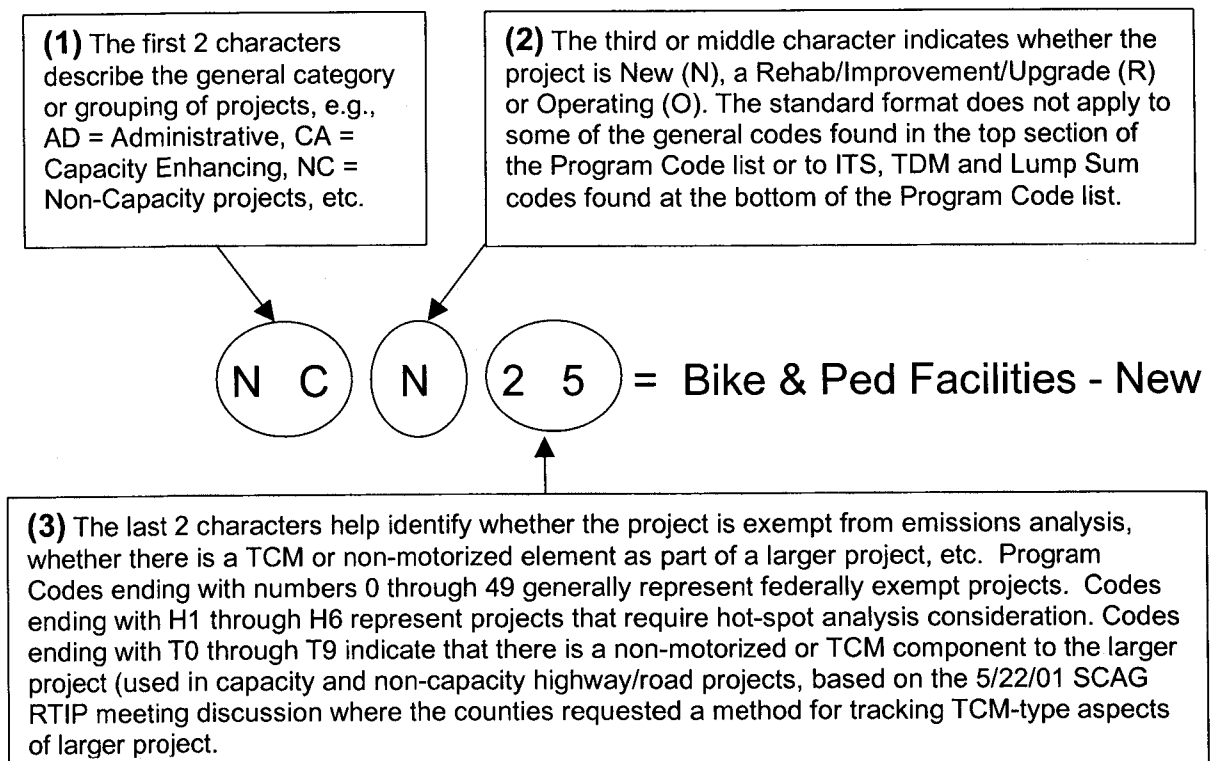 (1) The first 2 characters
describe the general category
or grouping of projects, e.g.,
AD = Administrative, CA =
Capacity Enhancing, NC =
Non-Capacity projects, etc.
(2) The third or middle character indicates whether the
project is New (N), a Rehab/Improvement/Upgrade (R)
or Operating (O). The standard format does not apply to
some of the general codes found in the top section of
the Program Code list or to ITS, TDM and Lump Sum
codes found at the bottom of the Program Code list.
N C N 2 5 = Bike & Ped Facilities - New
(3) The last 2 characters help identify whether the project is exempt from emissions analysis,
whether there is a TCM or non-motorized element as part of a larger project, etc. Program
Codes ending with numbers 0 through 49 generally represent federally exempt projects. Codes
ending with H1 through H6 represent projects that require hot-spot analysis consideration. Codes
ending with T0 through T9 indicate that there is a non-motorized or TCM component to the larger
project (used in capacity and non-capacity highway/road projects, based on the 5/22/01 SCAG
RTIP meeting discussion where the counties requested a method for tracking TCM-type aspects
of larger project.